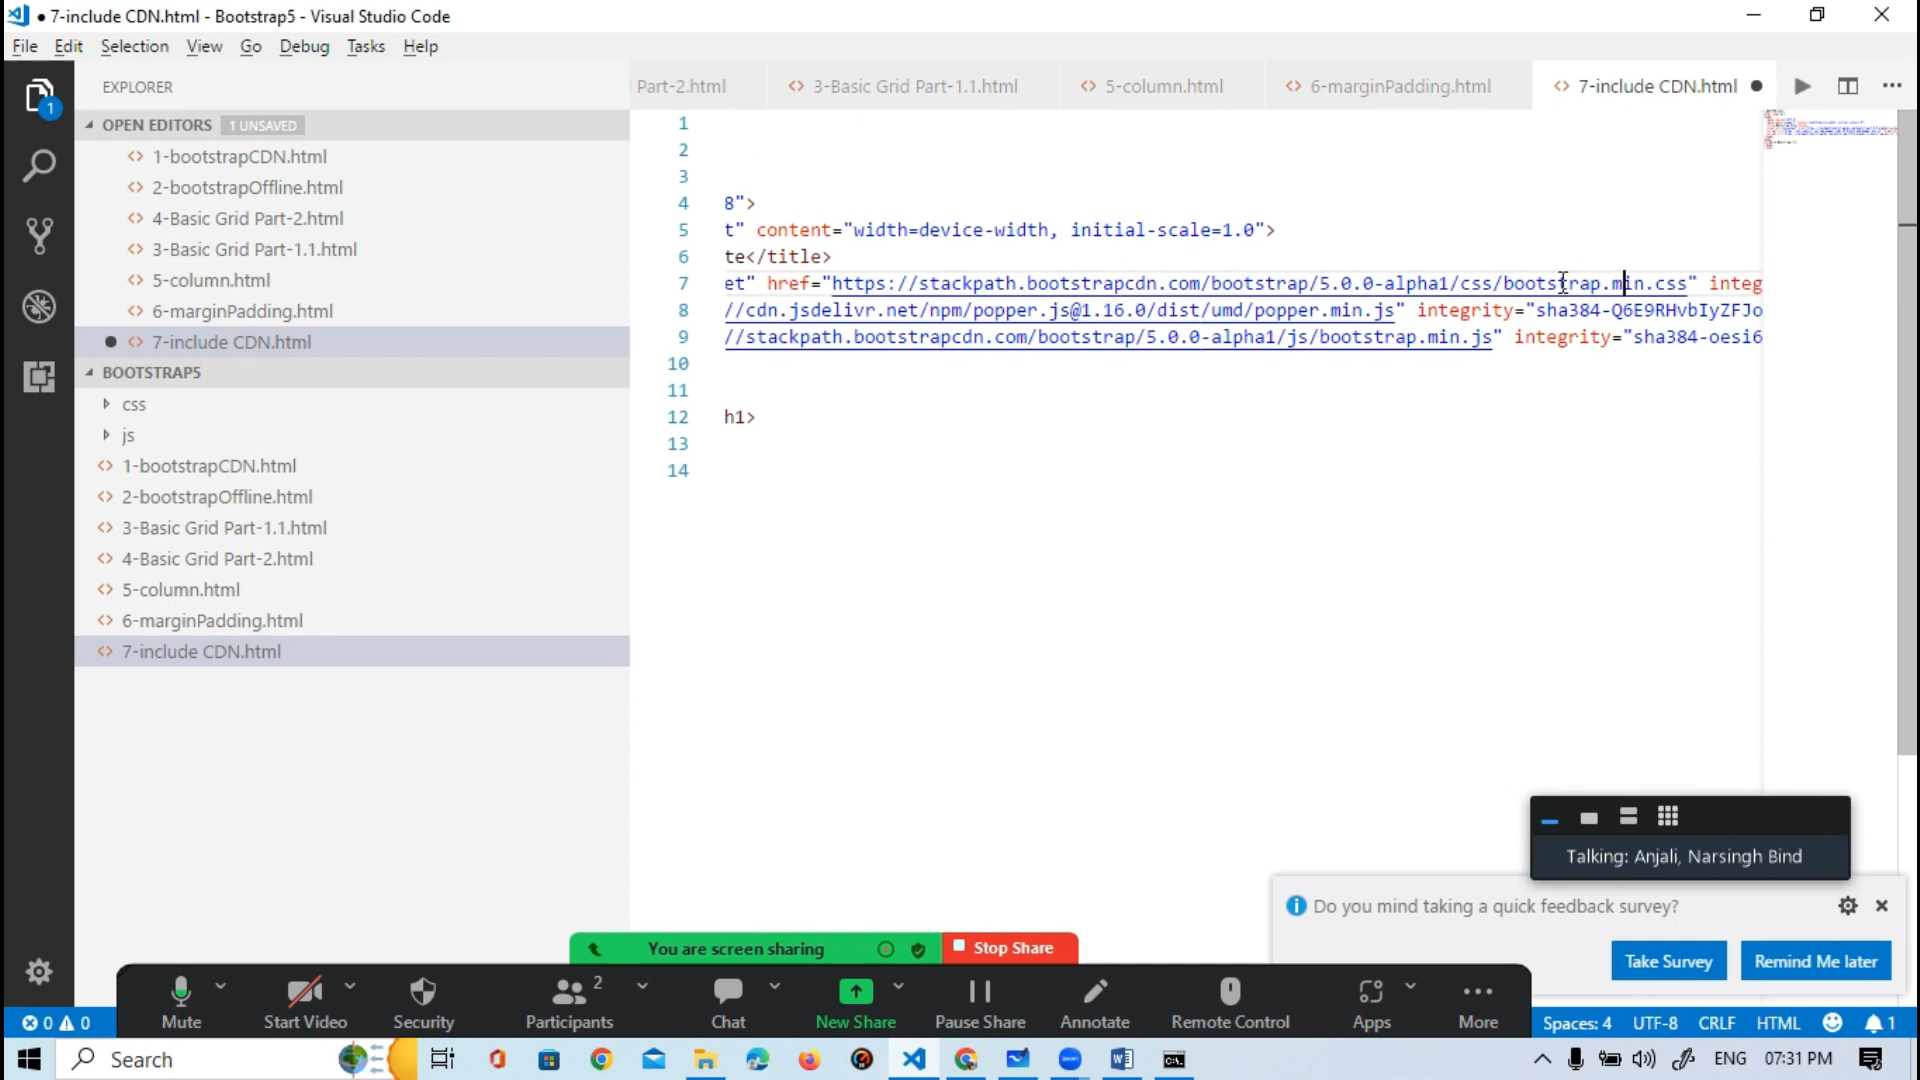 ● 7-include CDN.html - Bootstrap5 - Visual Studio Code
File Edit Selection View Go Debug Tasks Help
EXPLORER
OPEN EDITORS 1 UNSAVED
1-bootstrapCDN.html
2-bootstrapOffline.html
4-Basic Grid Part-2.html
3-Basic Grid Part-1.1.html
5-column.html
6-marginPadding.html
7-include CDN.html
BOOTSTRAP5
css
js
1-bootstrapCDN.html
2-bootstrapOffline.html
3-Basic Grid Part-1.1.html
4-Basic Grid Part-2.html
5-column.html
6-marginPadding.html
7-include CDN.html
1
Part-2.html 3-Basic Grid Part-1.1.html 5-column.html 6-marginPadding.html 7-include CDN.html
1
2
3
4 8">
5 t" content="width=device-width, initial-scale=1.0">
6 te</title>
7 et" href="https://stackpath.bootstrapcdn.com/bootstrap/5.0.0-alpha1/css/bootstrap.min.css" integ
8 //cdn.jsdelivr.net/npm/popper.js@1.16.0/dist/umd/popper.min.js" integrity="sha384-Q6E9RHvbIyZFJo
9 //stackpath.bootstrapcdn.com/bootstrap/5.0.0-alpha1/js/bootstrap.min.js" integrity="sha384-oesi6
10
11
12 h1>
13
14
Talking: Anjali, Narsingh Bind
Do you mind taking a quick feedback survey?
Take Survey Remind Me later
You are screen sharing Stop Share
2
Mute Start Video Security Participants Chat New Share Pause Share Annotate Remote Control Apps More
0 0 Spaces: 4 UTF-8 CRLF HTML 1
Search ENG 07:31 PM